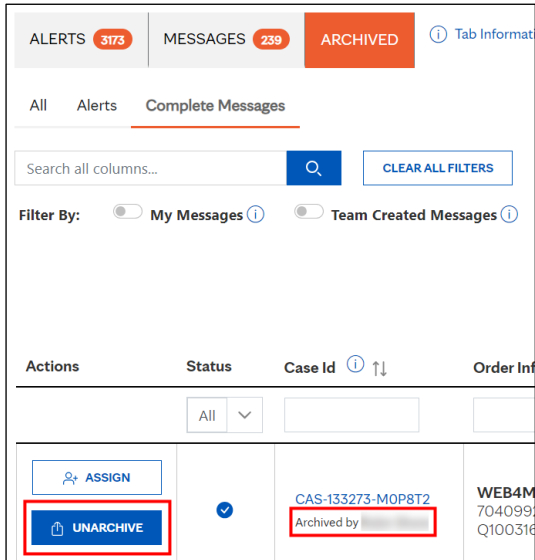 ALERTS 3173 MESSAGES 239 ARCHIVED Tab Informati
All Alerts Complete Messages
Search all columns... CLEAR ALL FILTERS
Filter By: My Messages Team Created Messages
Actions Status Case Id Order Inf
All
ASSIGN
UNARCHIVE
CAS-133273-M0P8T2
Archived by
WEB4M
704099
Q100316